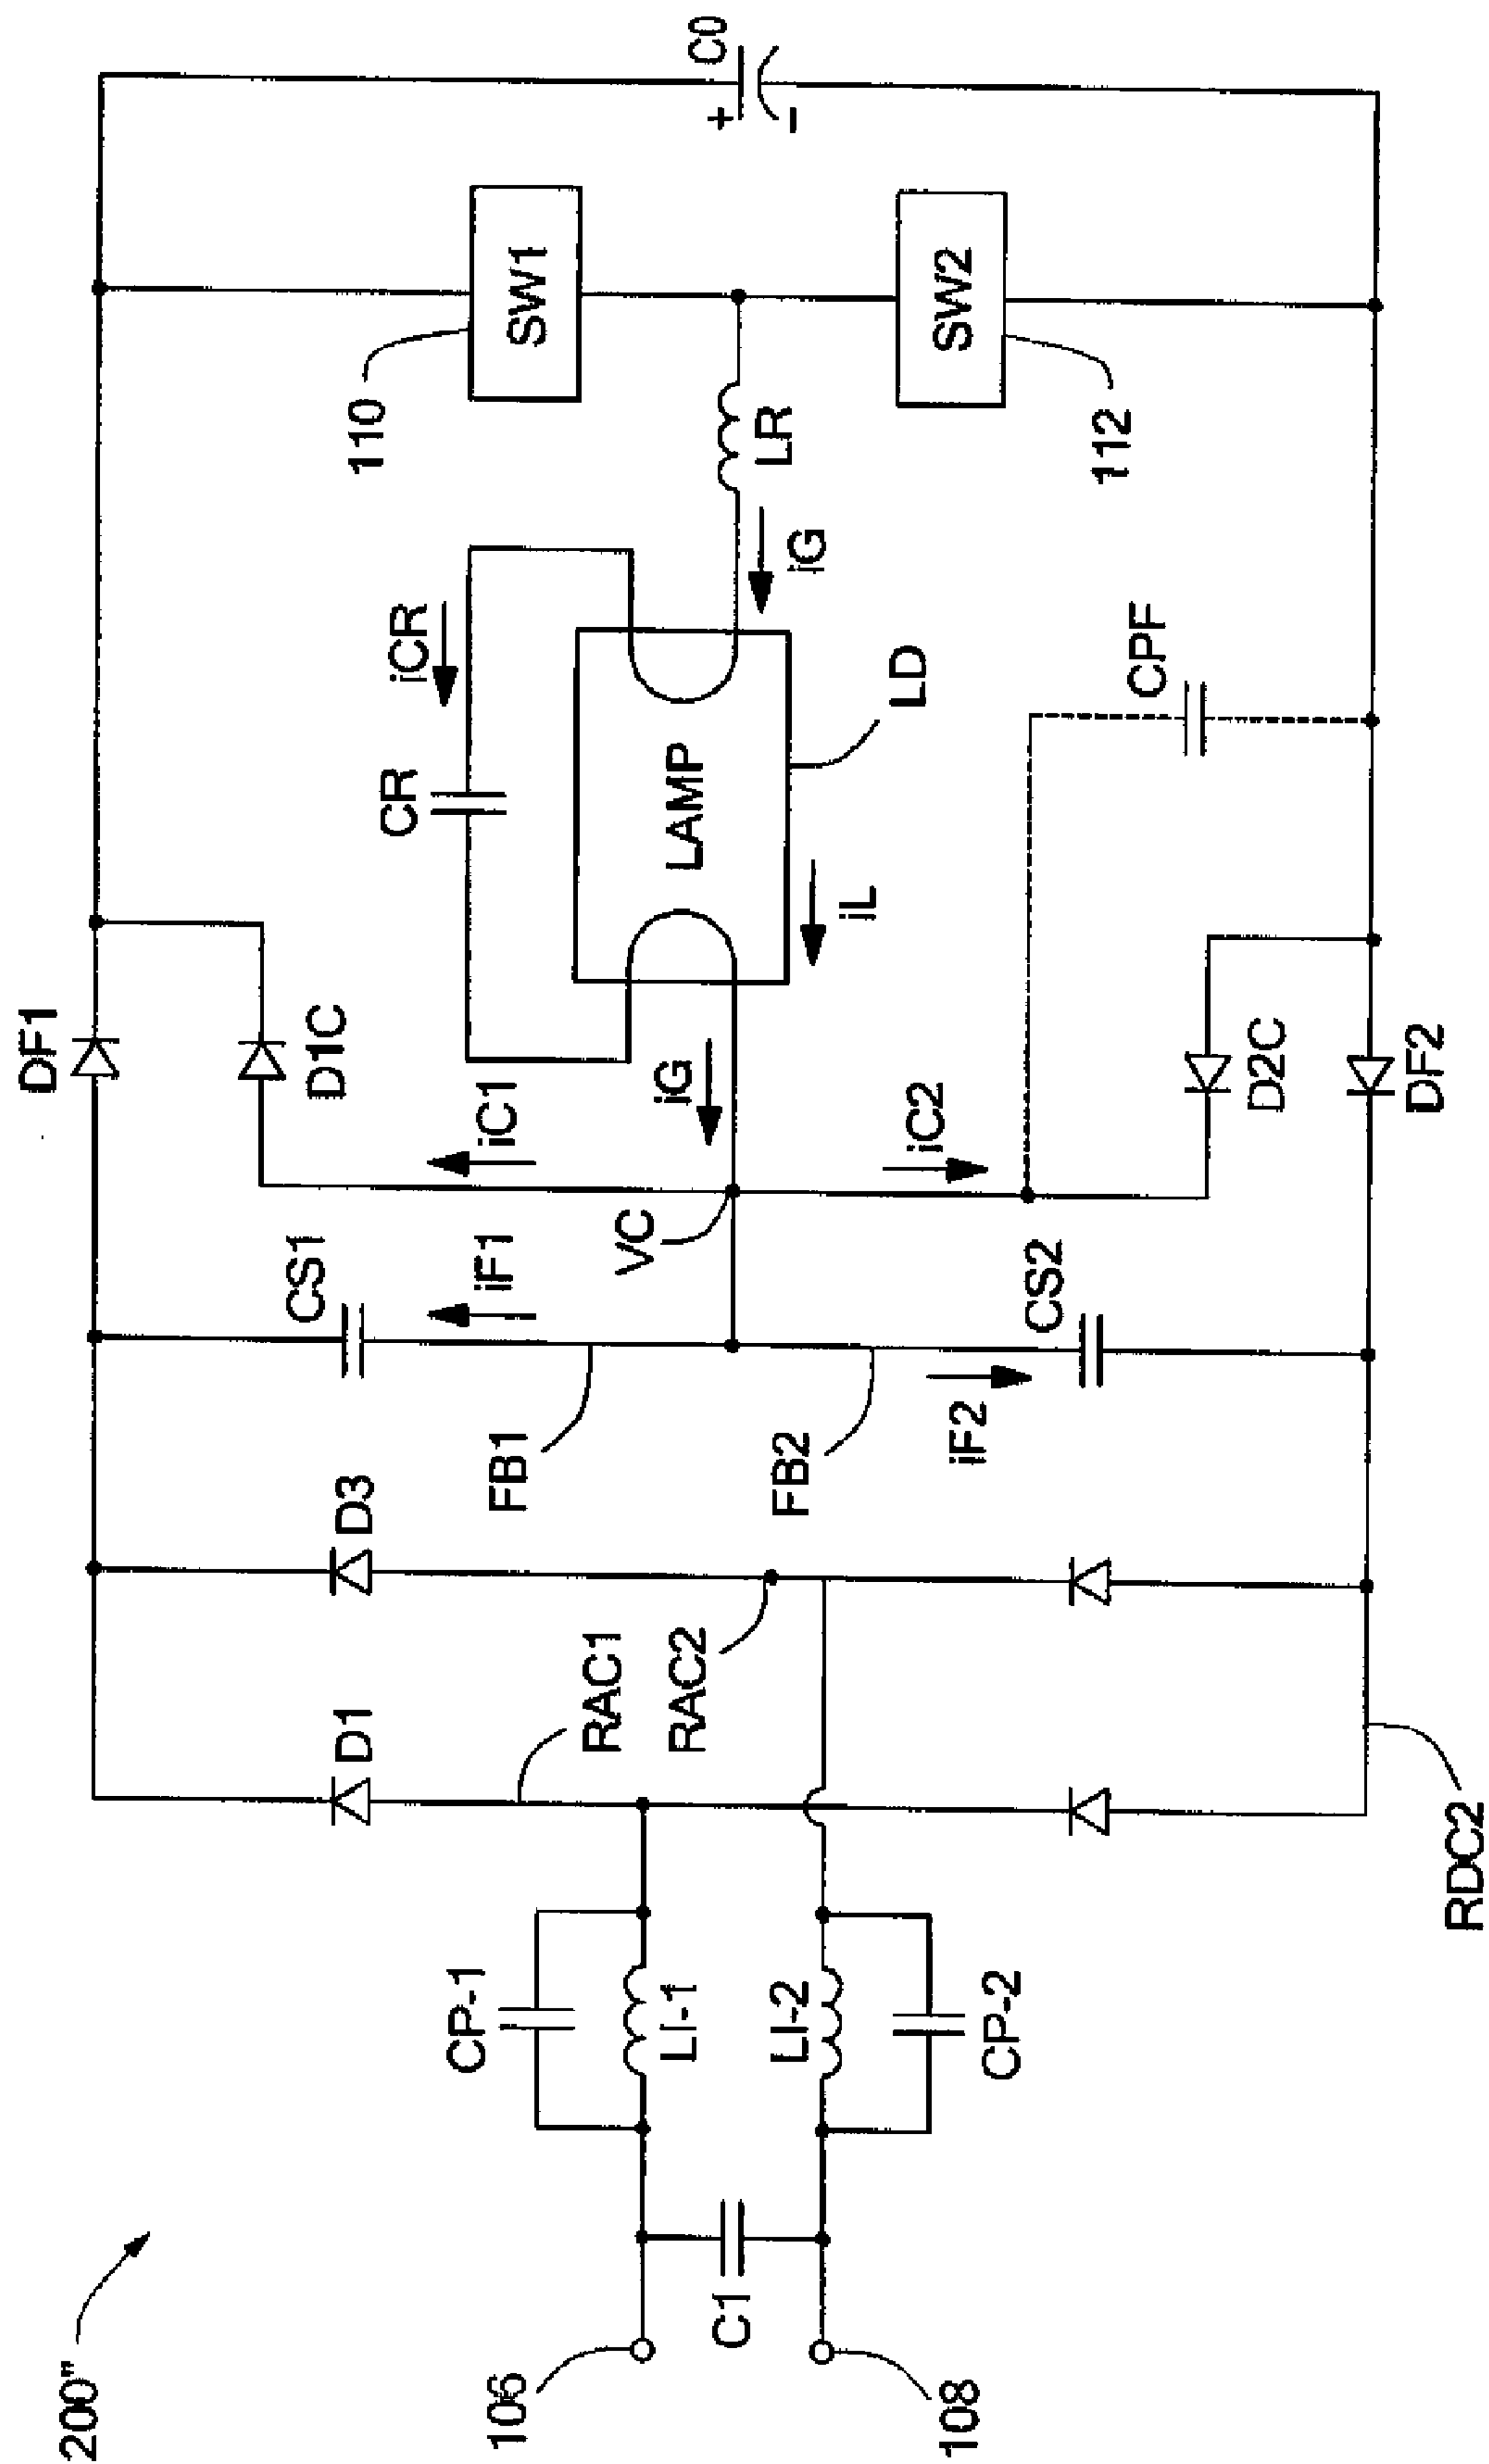 200"
DF1
C0
+
−
D1C
110
SW1
CS1
iC1
iCR
CR
D1
D3
iF1
FB1
VC
iG
LAMP
iG
LR
RAC1
RAC2
FB2
iL
LD
CP-1
LI-1
106
C1
LI-2
CP-2
108
iF2
CS2
iC2
SW2
112
CPF
D2C
DF2
RDC2